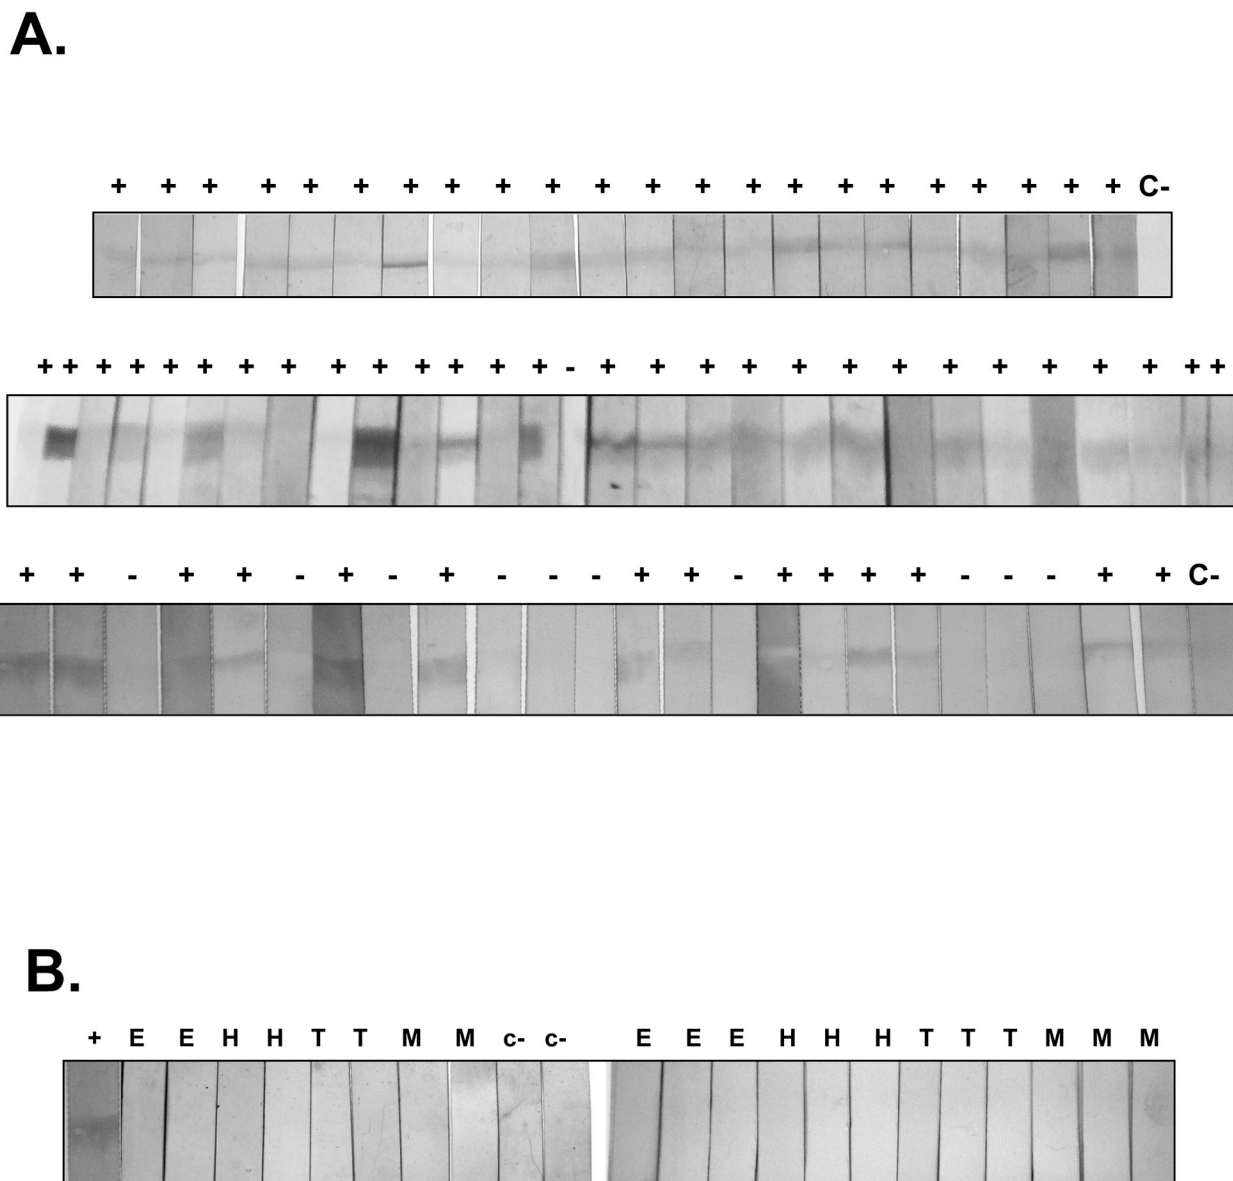 A.
+ + + + + + + + + + + + + + + + + + + + + + C-
+ + + + + + + + + + + + + + - + + + + + + + + + + + + + +
+ + - + + - + - + - - - + + - + + + + - - - + + C-
B.
+ E E H H T T M M c- c- E E E H H H T T T M M M